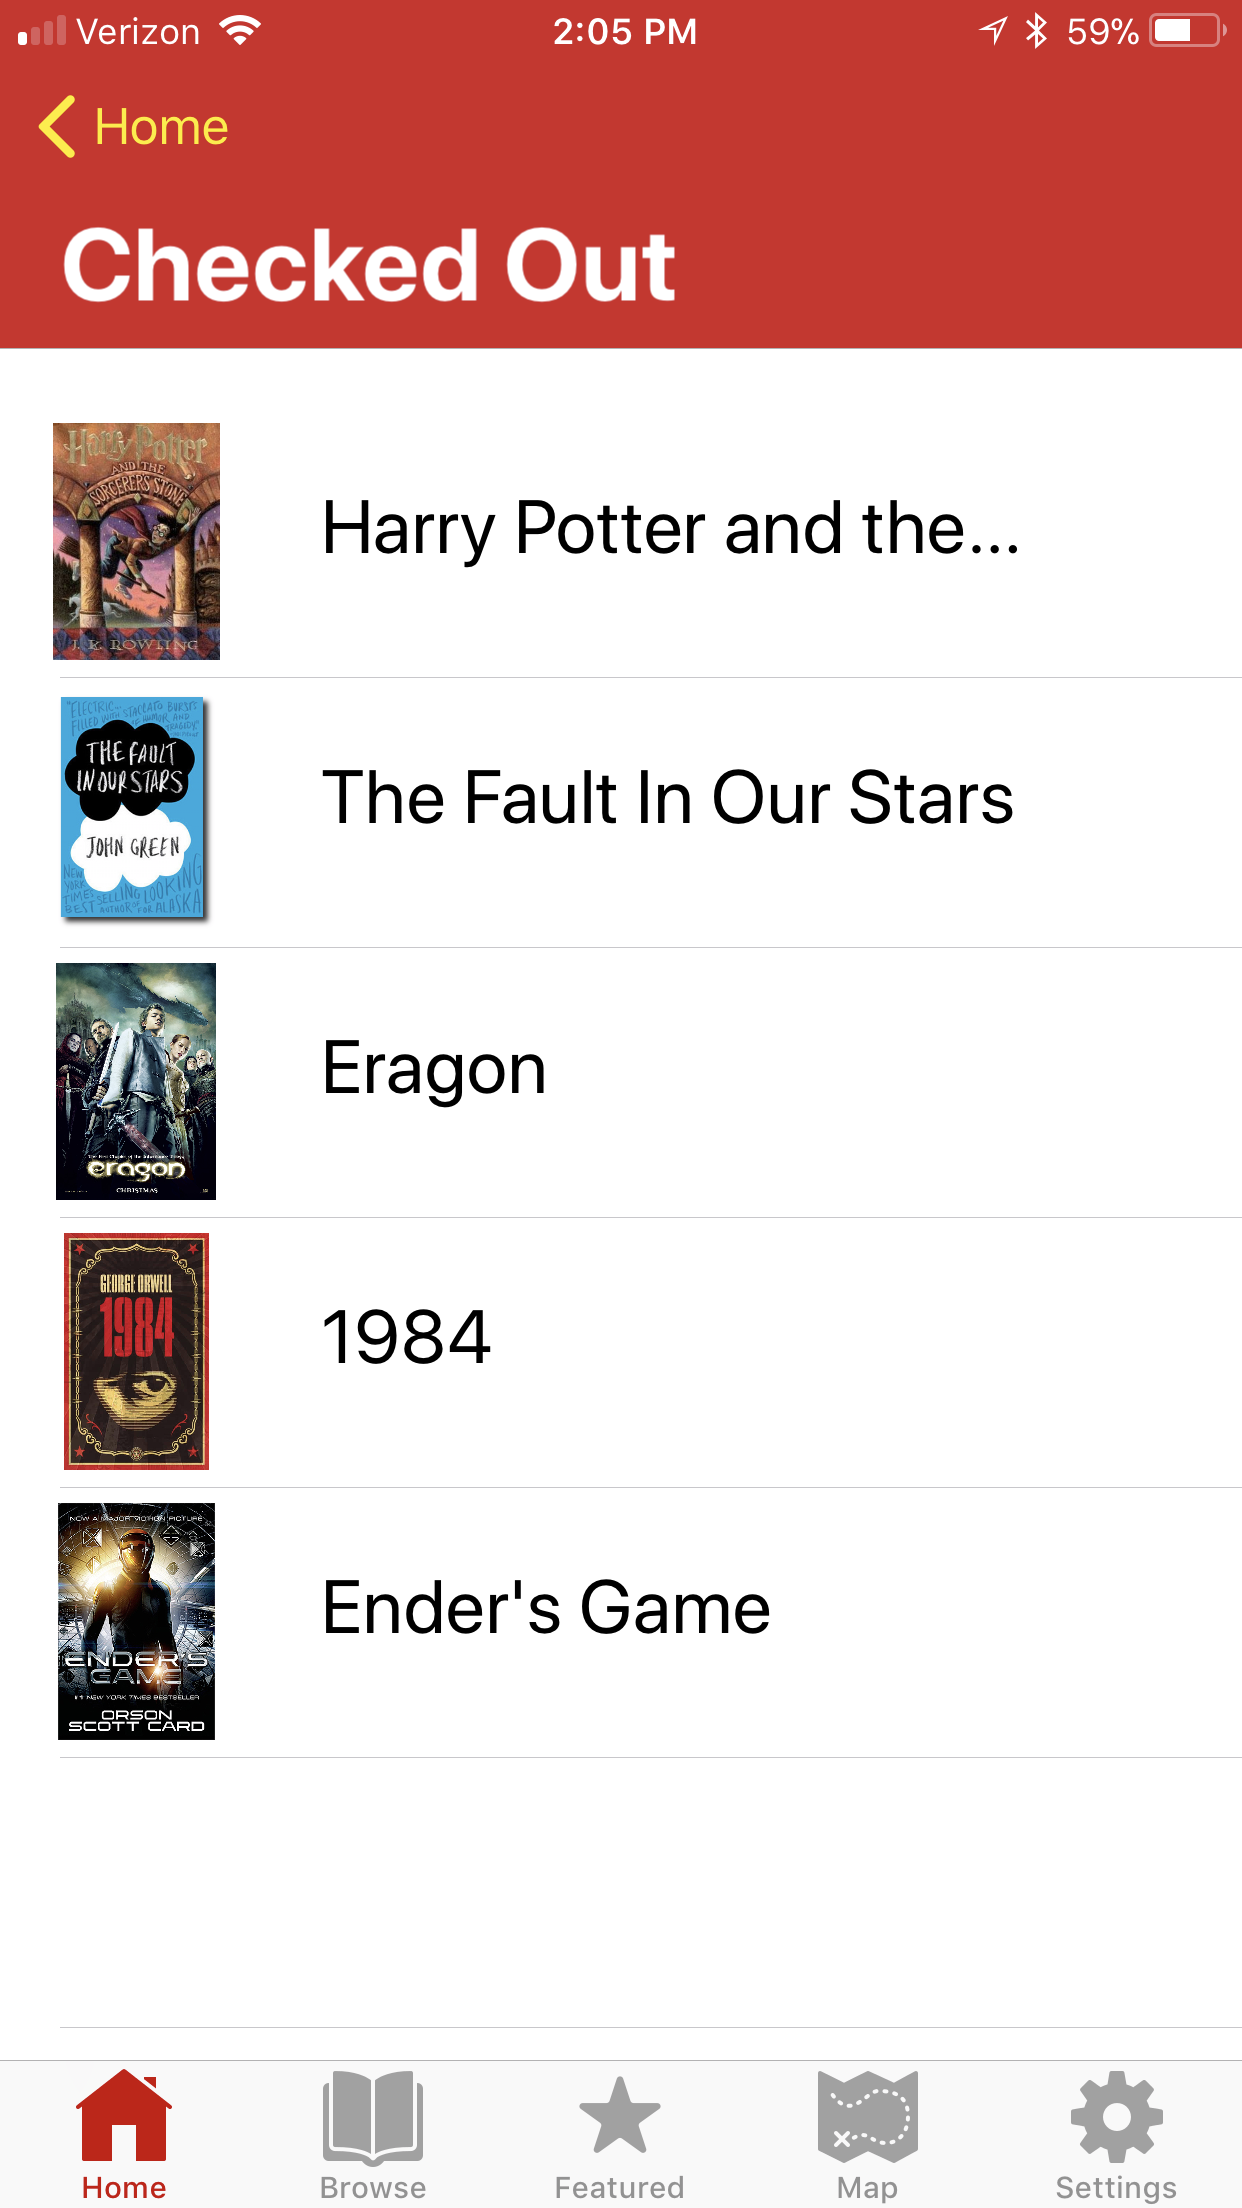 Verizon 2:05 PM 59%
Home
Checked Out
Harry Potter
AND THE
SORCERER'S STONE
J. K. ROWLING
Harry Potter and the...
"ELECTRIC...
FILLED WITH STACCATO BURSTS
OF HUMOR AND
TRAGEDY."
THE FAULT
IN OUR STARS
JOHN GREEN
NEW
YORK
TIMES BESTSELLING
AUTHOR OF LOOKING
FOR ALASKA
The Fault In Our Stars
eragon
CHRISTMAS
Eragon
GEORGE ORWELL
1984
1984
NOW A MAJOR MOTION PICTURE
ENDER'S
GAME
#1 NEW YORK TIMES BESTSELLER
ORSON
SCOTT CARD
Ender's Game
Home Browse Featured Map Settings